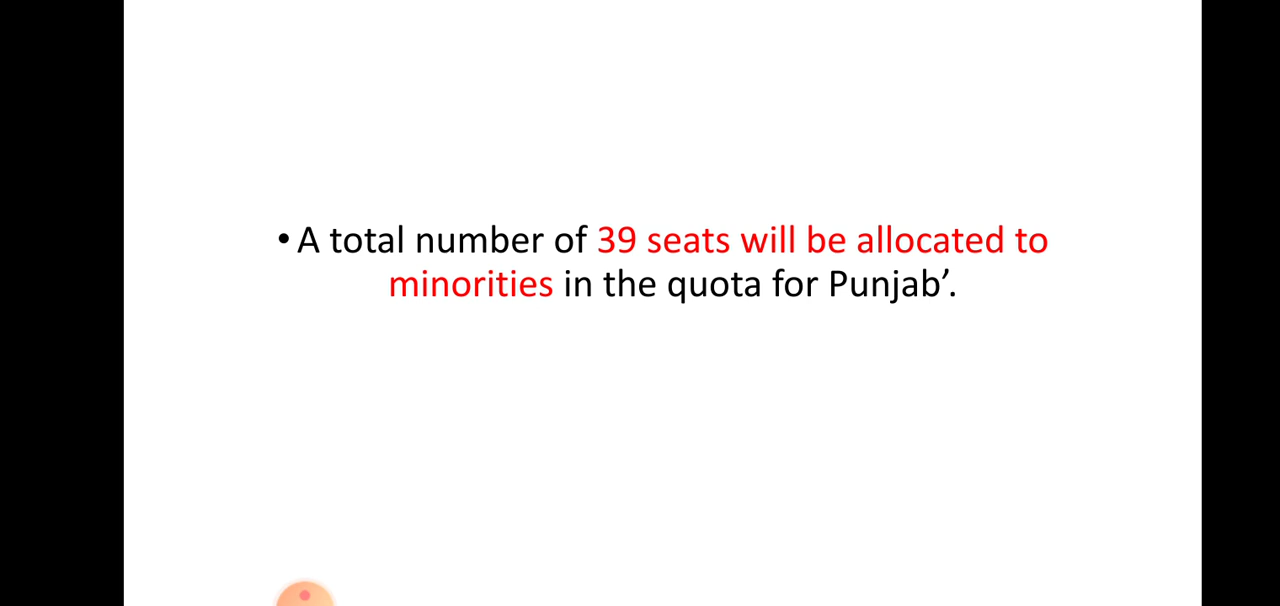 • A total number of 39 seats will be allocated to
minorities in the quota for Punjab’.